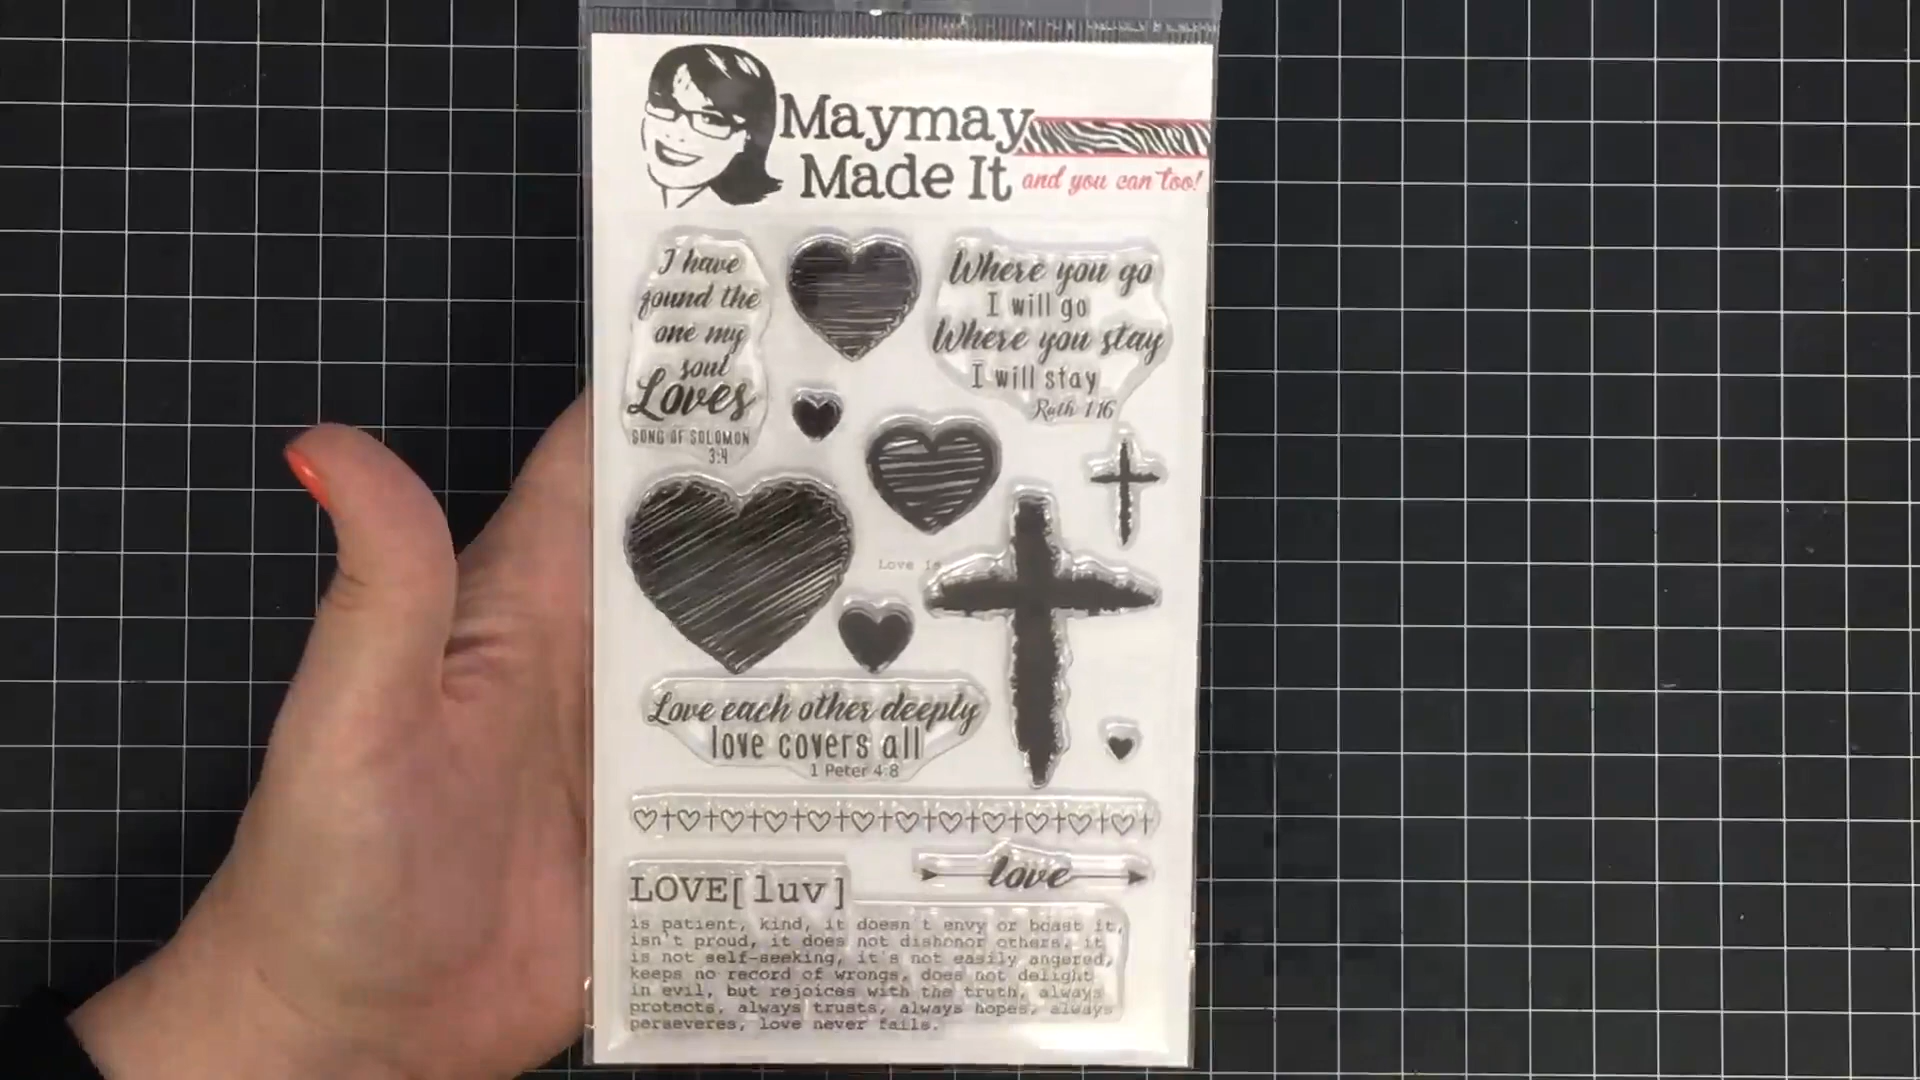 Maymay
Made It
and you can too!
I have
found the
one my
soul
Loves
SONG OF SOLOMON
3:4
Where you go
I will go
Where you stay
I will stay
Ruth 1:16
Love is
Love each other deeply
love covers all
1 Peter 4:8
love
LOVE[luv]
is patient, kind, it doesn't envy or boast it,
isn't proud, it does not dishonor others, it
is not self-seeking, it's not easily angered,
keeps no record of wrongs, does not delight
in evil, but rejoices with the truth, always
protects, always trusts, always hopes, always
perseveres, love never fails.